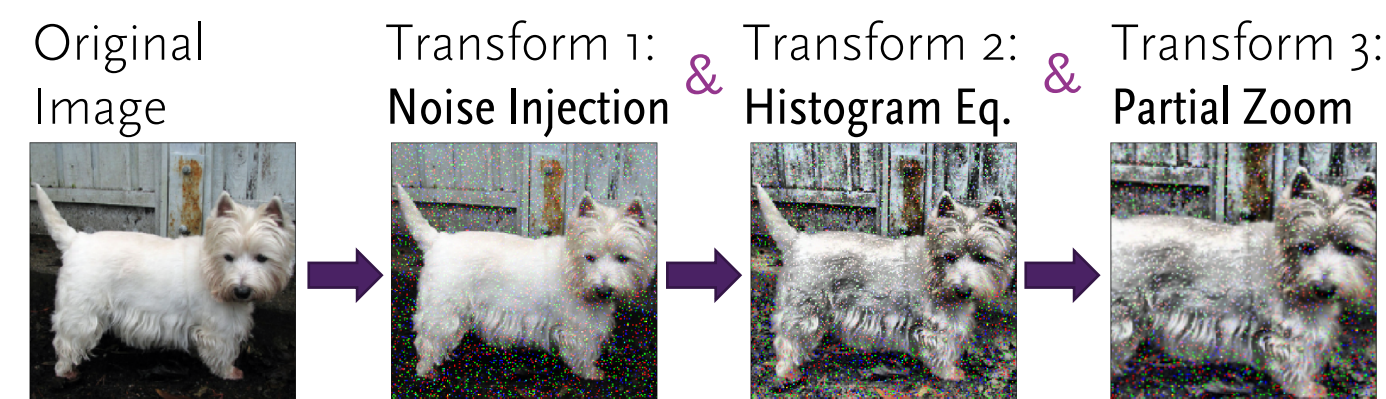 Original
Image
Transform 1:
Noise Injection
&
Transform 2:
Histogram Eq.
&
Transform 3:
Partial Zoom